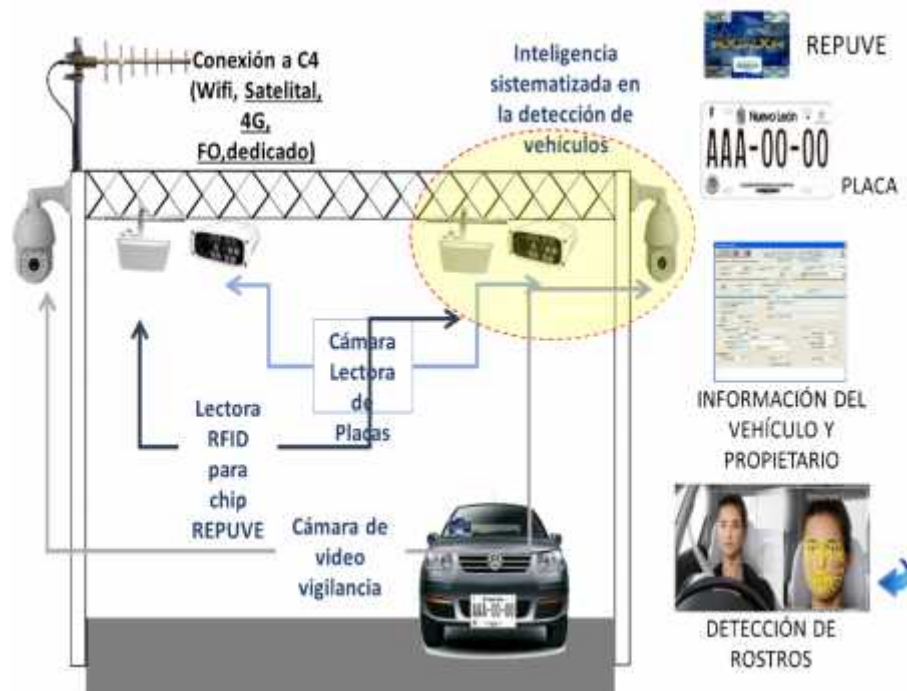 Conexión a C4
(Wifi, Satelital,
4G,
FO,dedicado)
Inteligencia
sistematizada en
la detección de
vehículos
REPUVE
Nuevo León
AAA-00-00
PLACA
Cámara
Lectora
de
Placas
Lectora
RFID
para
chip
REPUVE
Cámara de
video
vigilancia
AAA-00-00
INFORMACIÓN DEL
VEHÍCULO Y
PROPIETARIO
DETECCIÓN DE
ROSTROS